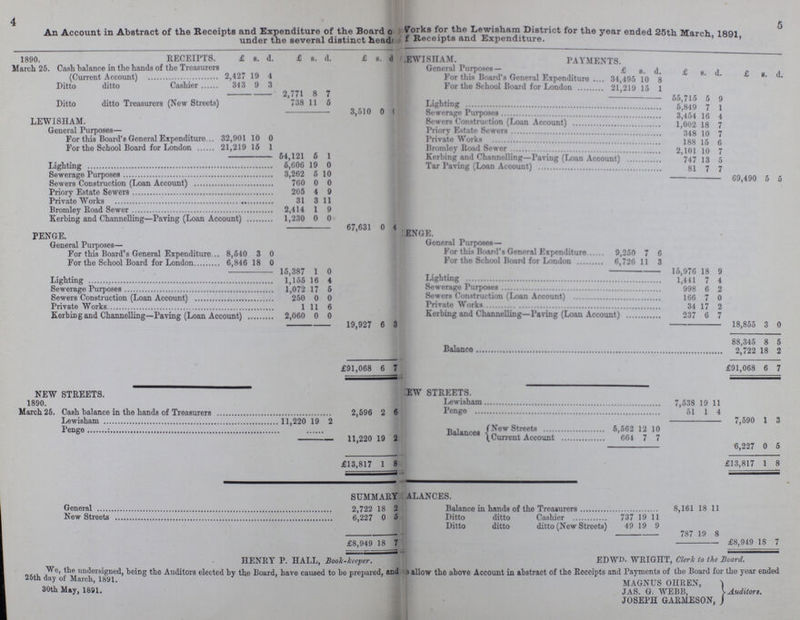 4
An Account in Abstract of the Receipts and Expenditure of the Board o
under the several distinct head
1890. RECEIPTS. £ s. d. £ s. d. £ s. d
March 25. Cash balance in the hands of the Treasurers
(Current Account) 2,427 19 4
Ditto ditto Cashier 343 9 3
2,771 8 7
Ditto ditto Treasurers (New Streets) 738 11 5
3,510 0
LEWISHAM.
General Purposes—
For this Board's General Expenditure 32,901 10 0
For the School Board for London 21,219 15 1
54,121 5 1
Lighting 5,606 19 0
Sewerage Purposes 3,262 5 10
Sewers Construction (Loan Account) 760 0 0
Priory Estate Sewers 205 4 9
Private Works 31 3 11
Bromley Road Sewer 2,414 1 9
Kerbing and Channelling—Paving (Loan Account) 1,230 0 0
67,631 0 4
PENGE.
General Purposes—
For this Board's General Expenditure 8,540 3 0
For the School Board for London 6,846 18 0
15,387 1 0
Lighting 1,155 16 4
Sewerage Purposes 1,072 17 5
Sewers Construction (Loan Account) 250 0 0
Private Works 1 11 6
Kerbing and Channelling—Paving (Loan Account) 2,060 0 0
19,927 6 3
£91,068 6 7
NEW STREETS.
1890.
March 25. Cash balance in the hands of Treasurers 2,596 2 6
Lewisham 11,220 19 2
Penge
11,220 19 2
£13,817 1 8
SUMMARY
General 2,722 18 2
New Streets 6,227 0 5
£8,949 18 7
HENRY P. HALL, Book-keeper.
We, the undersigned, being the Auditors elected by the Board, have caused to be prepared, and
25th day of March, 1891.
30th May, 1891.
5
Works for the Lewisham District for the year ended 25th March, 1891,
f Receipts and Expenditure.
EWISHAM. PAYMENTS.
General Purposes— £ s. d. £ s. d. £ s. d.
For this Board's General Expenditure 34,495 10 8
For the School Board for London 21,219 15 1
55,715 5 9
Lighting 5,849 7 1
Sewerage Purposes 3,454 16 4
Sewers Construction (Loan Account) 1,002 18 7
Priory Estate Sewers 348 10 7
Private Works 188 15 6
Bromley Road Sewer 2,101 10 7
Kerbing and Channelling—Paving (Loan Account) 747 13 5
Tar Paving (Loan Account) 81 7 7
69,490 5 5
ENGE.
General Purposes—
For this Board's General Expenditure 9,250 7 6
For the School Board for London 6,726 11 3
15,976 18 9
Lighting 1,441 7 4
Sewerage Purposes 998 6 2
Sewers Construction (Loan Account) 166 7 0
Private Works 34 17 2
Kerbing and Channelling—Paving (Loan Account) 237 6 7
18,855 3 0
88,345 8 5
Balance 2,722 18 2
£91,068 6 7
EW STREETS.
Lewisham 7,538 19 11
Penge 51 1 4
7,590 1 3
Balances { New Streets 5,562 12 10
{ Current Account 664 7 7
6,227 0 5
£13,817 1 8
ALANCES.
Balance in hands of the Treasurers 8,161 18 11
Ditto ditto Cashier 737 19 11
Ditto ditto ditto (New Streets) 49 19 9
787 19 8
£8,949 18 7
EDWD. WRIGHT, Clerk to the Board.
s allow the above Account in abstract of the Receipts and Payments of the Board for the year ended
MAGNUS OHREN,
JAS. G. WEBB, } Auditors.
JOSEPH GARMESON,